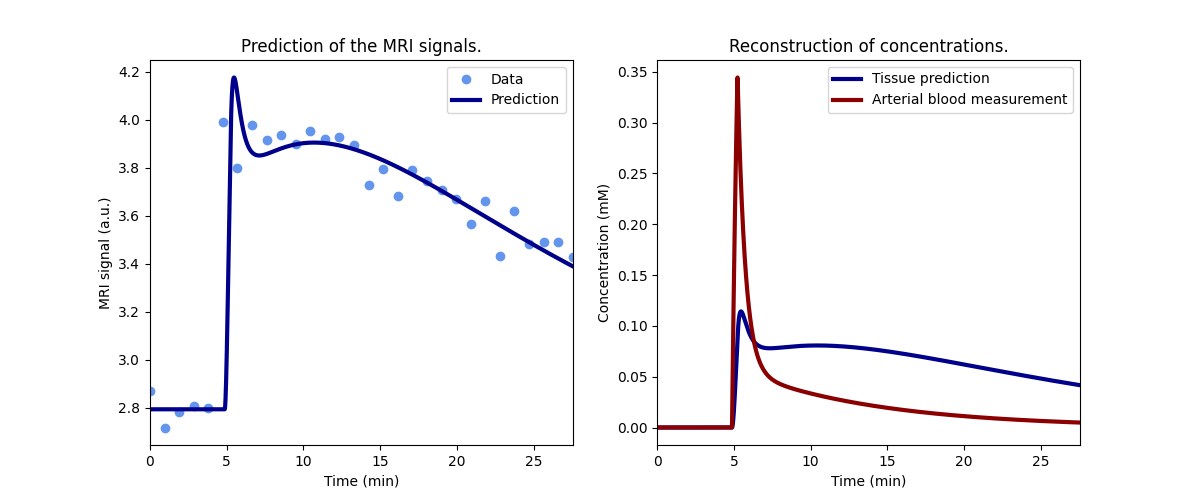 Prediction of the MRI signals.
MRI signal (a.u.)
4.2
4.0
3.8
3.6
3.4
3.2
3.0
2.8
0
5
10
15
20
25
Time (min)
Data
Prediction
Reconstruction of concentrations.
Concentration (mM)
0.35
0.30
0.25
0.20
0.15
0.10
0.05
0.00
0
5
10
15
20
25
Time (min)
Tissue prediction
Arterial blood measurement